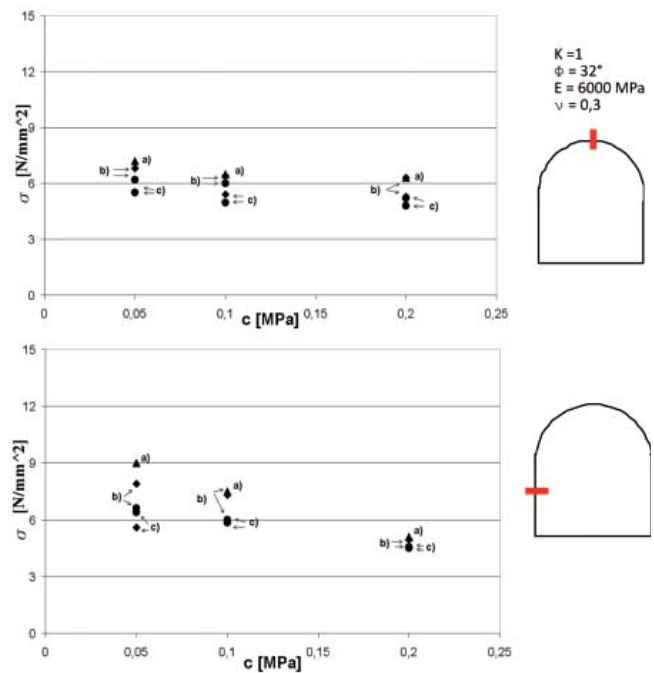 15
12
9
6
3
0
σ [N/mm^2]
a)
b)
c)
a)
b)
c)
a)
b)
c)
0
0,05
0,1
0,15
0,2
0,25
c [MPa]
K =1
Φ = 32°
E = 6000 MPa
ν = 0,3
15
12
9
6
3
0
σ [N/mm^2]
a)
b)
c)
a)
b)
c)
a)
b)
c)
0
0,05
0,1
0,15
0,2
0,25
c [MPa]